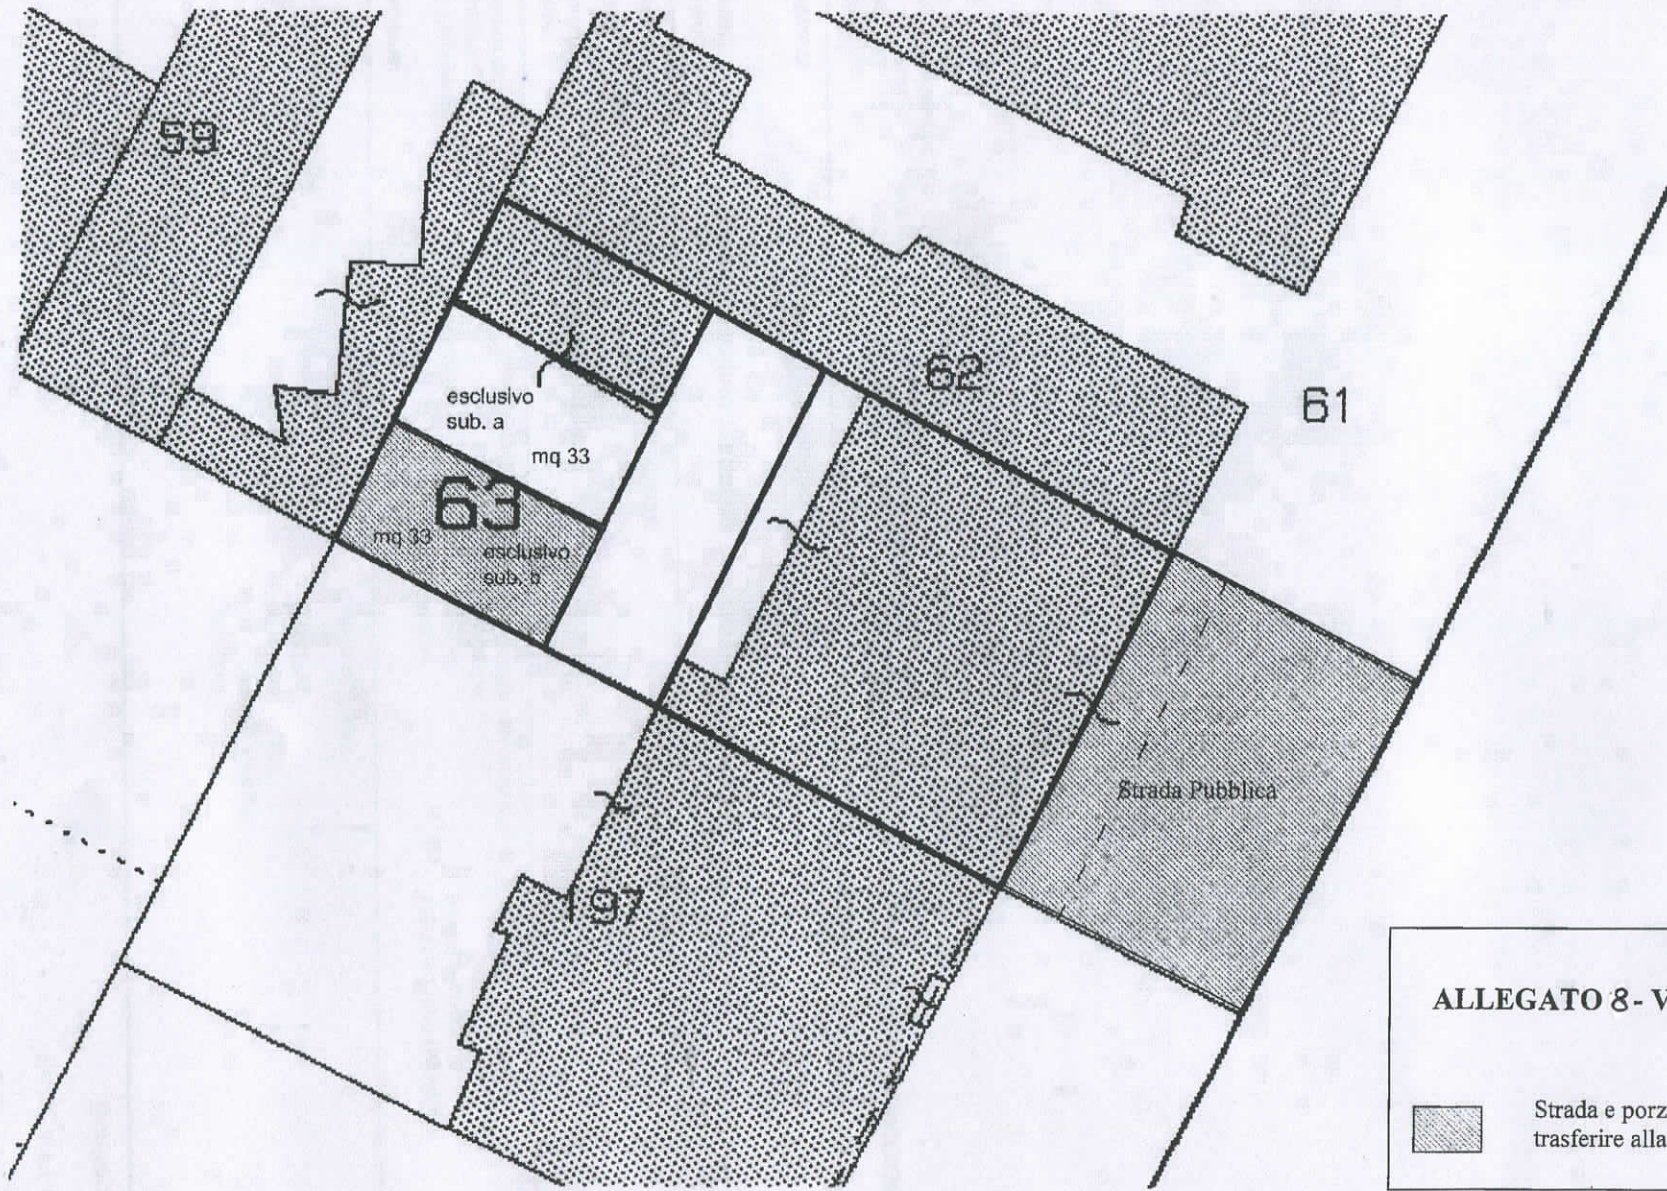 59
62
61
esclusivo
sub. a
mq 33
63
mq 33
esclusivo
sub. b
Strada Pubblica
197
ALLEGATO 8 - V
Strada e porz
trasferire alla